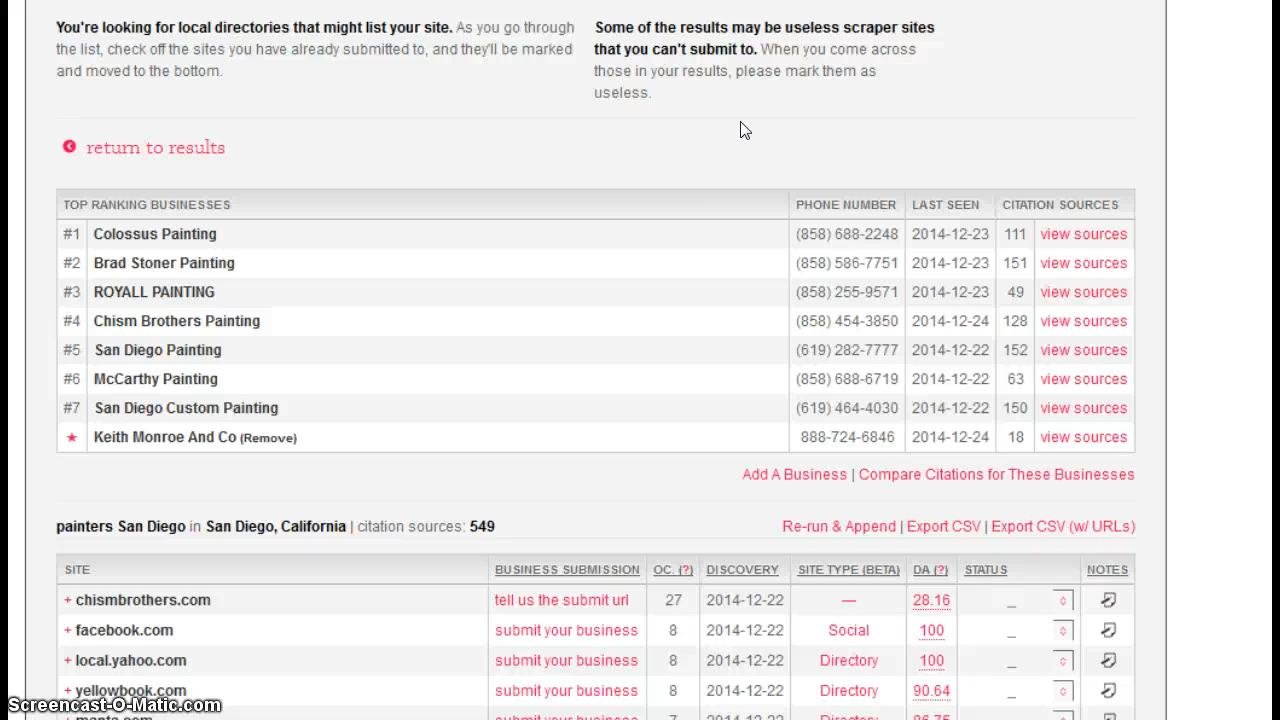 You're looking for local directories that might list your site. As you go through
the list, check off the sites you have already submitted to, and they'll be marked
and moved to the bottom.
Some of the results may be useless scraper sites
that you can't submit to. When you come across
those in your results, please mark them as
useless.
return to results
TOP RANKING BUSINESSES PHONE NUMBER LAST SEEN CITATION SOURCES
#1 Colossus Painting (858) 688-2248 2014-12-23 111 view sources
#2 Brad Stoner Painting (858) 586-7751 2014-12-23 151 view sources
#3 ROYALL PAINTING (858) 255-9571 2014-12-23 49 view sources
#4 Chism Brothers Painting (858) 454-3850 2014-12-24 128 view sources
#5 San Diego Painting (619) 282-7777 2014-12-22 152 view sources
#6 McCarthy Painting (858) 688-6719 2014-12-22 63 view sources
#7 San Diego Custom Painting (619) 464-4030 2014-12-22 150 view sources
★ Keith Monroe And Co (Remove) 888-724-6846 2014-12-24 18 view sources
Add A Business | Compare Citations for These Businesses
painters San Diego in San Diego, California | citation sources: 549 Re-run & Append | Export CSV | Export CSV (w/ URLs)
SITE BUSINESS SUBMISSION OC. (?) DISCOVERY SITE TYPE (BETA) DA (?) STATUS NOTES
+ chismbrothers.com tell us the submit url 27 2014-12-22 — 28.16 _
+ facebook.com submit your business 8 2014-12-22 Social 100 _
+ local.yahoo.com submit your business 8 2014-12-22 Directory 100 _
+ yellowbook.com submit your business 8 2014-12-22 Directory 90.64 _
Screencast-O-Matic.com